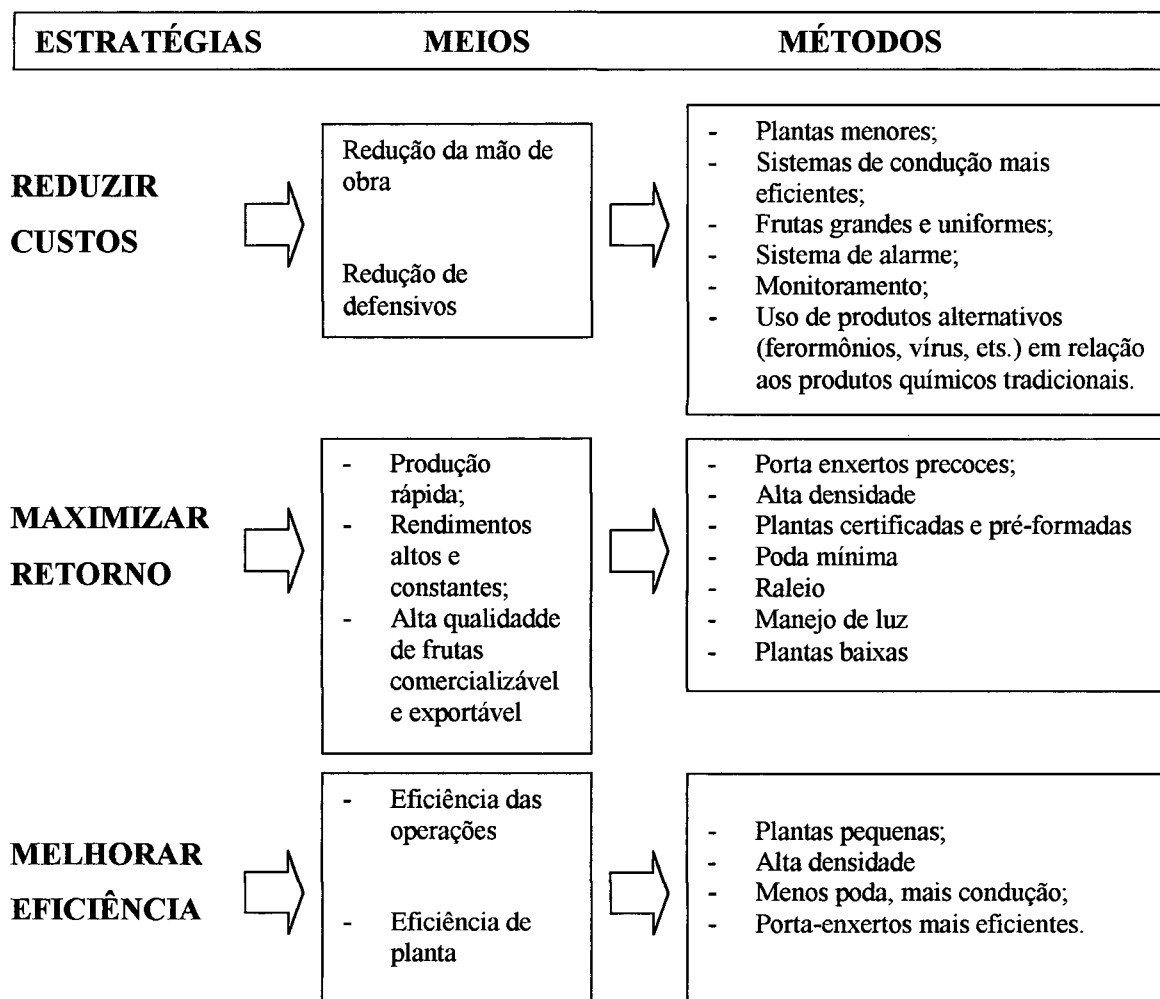 ESTRATÉGIAS MEIOS MÉTODOS
REDUZIR
CUSTOS
Redução da mão de
obra
Redução de
defensivos
- Plantas menores;
- Sistemas de condução mais
eficientes;
- Frutas grandes e uniformes;
- Sistema de alarme;
- Monitoramento;
- Uso de produtos alternativos
(ferormônios, vírus, ets.) em relação
aos produtos químicos tradicionais.
MAXIMIZAR
RETORNO
- Produção
rápida;
- Rendimentos
altos e
constantes;
- Alta qualidadde
de frutas
comercializável
e exportável
- Porta enxertos precoces;
- Alta densidade
- Plantas certificadas e pré-formadas
- Poda mínima
- Raleio
- Manejo de luz
- Plantas baixas
MELHORAR
EFICIÊNCIA
- Eficiência das
operações
- Eficiência de
planta
- Plantas pequenas;
- Alta densidade
- Menos poda, mais condução;
- Porta-enxertos mais eficientes.